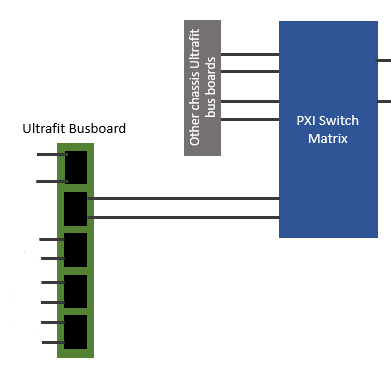 Other chassis Ultrafit
bus boards
PXI Switch
Matrix
Ultrafit Busboard